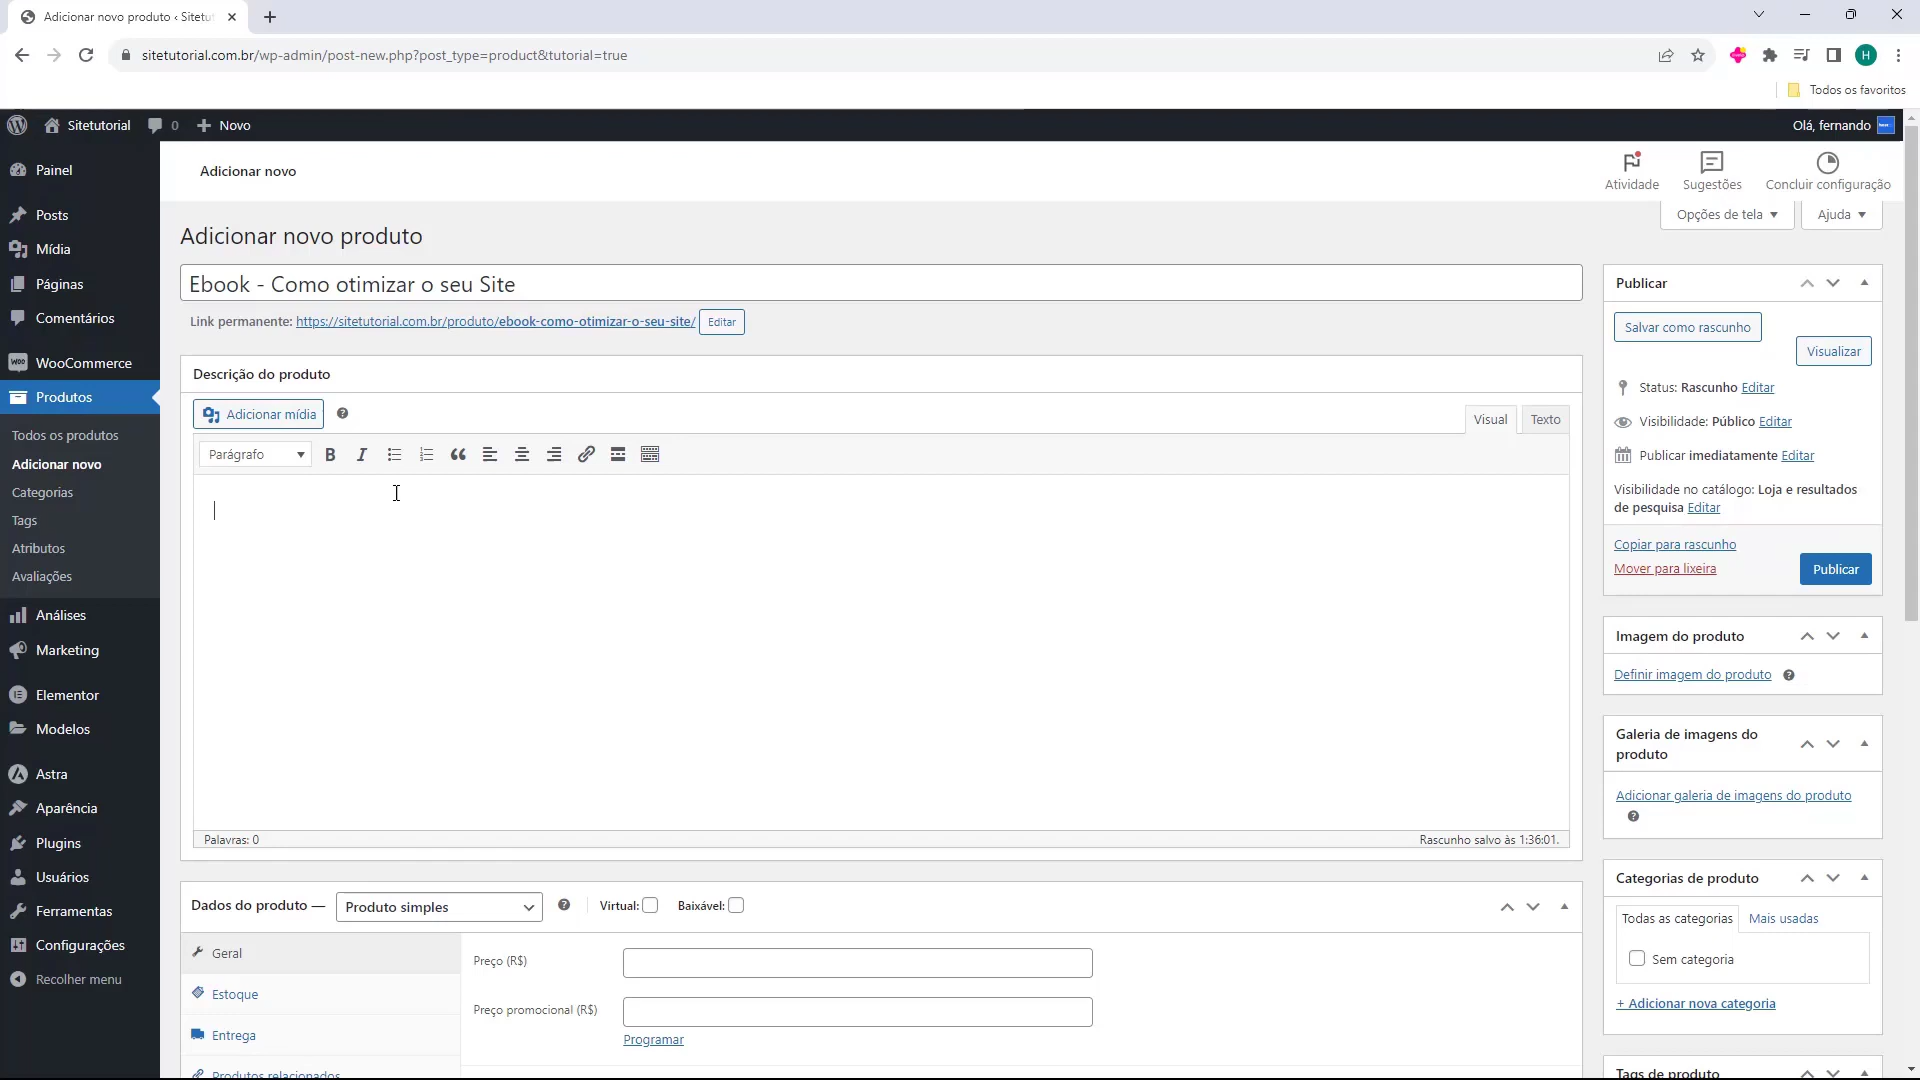 Adicionar novo produto ‹ Sitetu
sitetutorial.com.br/wp-admin/post-new.php?post_type=product&tutorial=true
H
Todos os favoritos
Sitetutorial
0
Novo
Olá, fernando
Painel
Posts
Mídia
Páginas
Comentários
WooCommerce
Produtos
Todos os produtos
Adicionar novo
Categorias
Tags
Atributos
Avaliações
Análises
Marketing
Elementor
Modelos
Astra
Aparência
Plugins
Usuários
Ferramentas
Configurações
Recolher menu
Adicionar novo
Atividade
Sugestões
Concluir configuração
Opções de tela
Ajuda
Adicionar novo produto
Ebook - Como otimizar o seu Site
Link permanente: https://sitetutorial.com.br/produto/ebook-como-otimizar-o-seu-site/ Editar
Descrição do produto
Adicionar mídia
Visual
Texto
Parágrafo
B I
Palavras: 0
Rascunho salvo às 1:36:01.
Dados do produto —
Produto simples
Virtual:
Baixável:
Geral
Estoque
Entrega
Produtos relacionados
Preço (R$)
Preço promocional (R$)
Programar
Publicar
Salvar como rascunho
Visualizar
Status: Rascunho Editar
Visibilidade: Público Editar
Publicar imediatamente Editar
Visibilidade no catálogo: Loja e resultados
de pesquisa Editar
Copiar para rascunho
Mover para lixeira
Publicar
Imagem do produto
Definir imagem do produto
Galeria de imagens do
produto
Adicionar galeria de imagens do produto
Categorias de produto
Todas as categorias
Mais usadas
Sem categoria
+ Adicionar nova categoria
Tags de produto